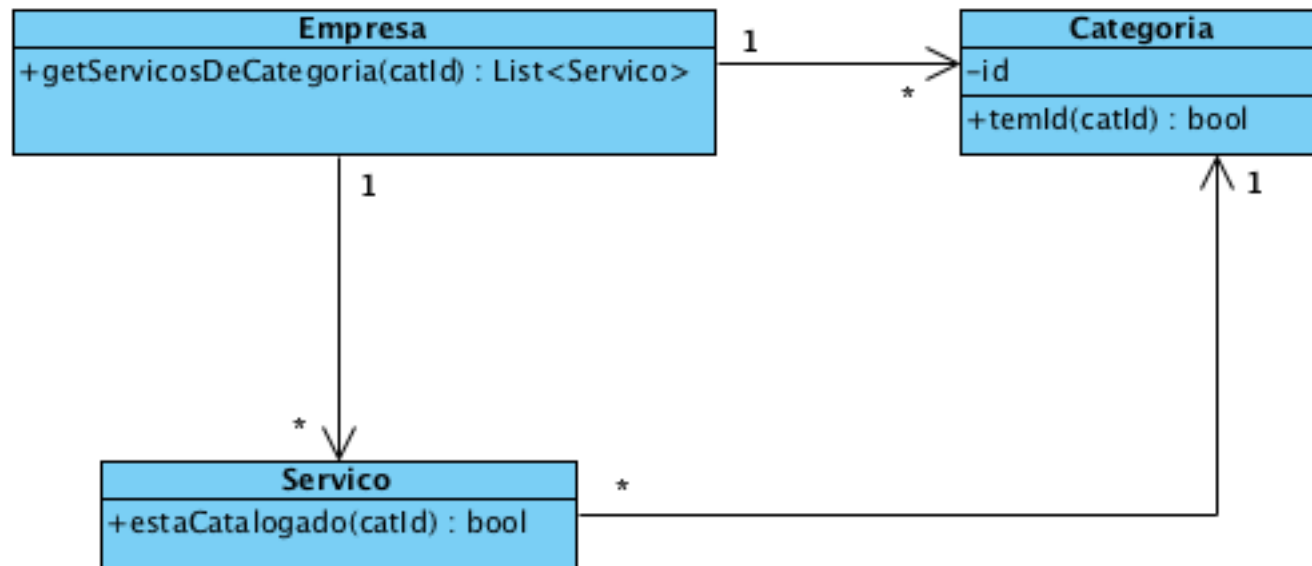 Empresa
+getServicosDeCategoria(catId) : List<Servico>
1
*
Categoria
-id
+temId(catId) : bool
1
1
*
Servico
+estaCatalogado(catId) : bool
*